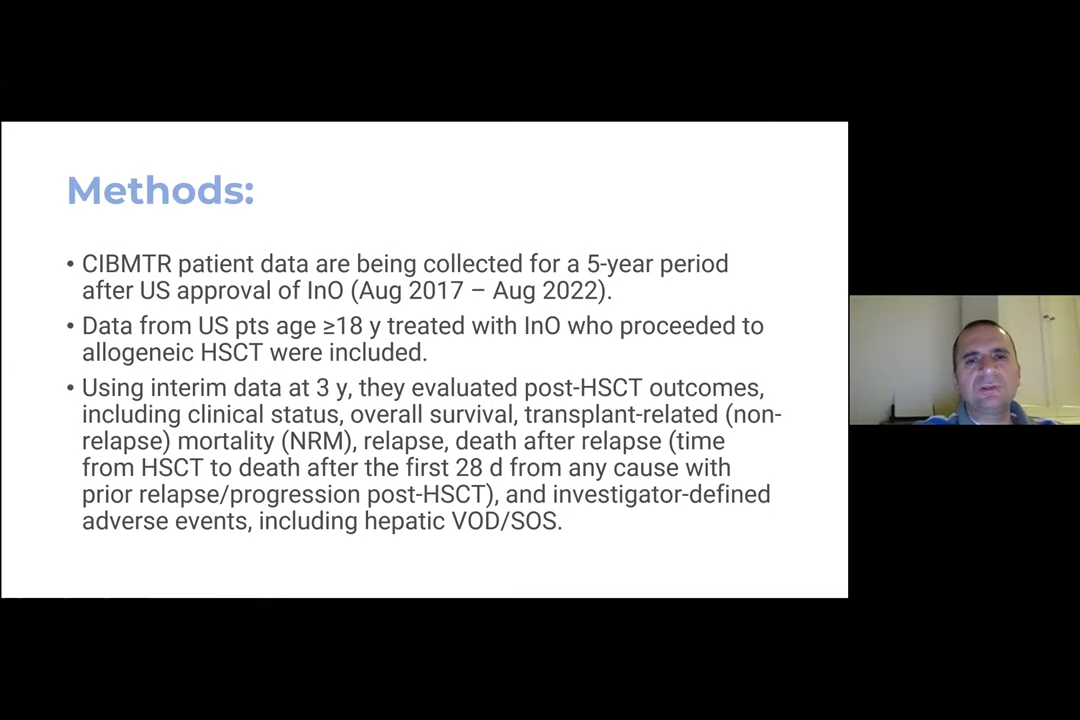 Methods:
• CIBMTR patient data are being collected for a 5-year period
after US approval of InO (Aug 2017 – Aug 2022).
• Data from US pts age ≥18 y treated with InO who proceeded to
allogeneic HSCT were included.
• Using interim data at 3 y, they evaluated post-HSCT outcomes,
including clinical status, overall survival, transplant-related (non-
relapse) mortality (NRM), relapse, death after relapse (time
from HSCT to death after the first 28 d from any cause with
prior relapse/progression post-HSCT), and investigator-defined
adverse events, including hepatic VOD/SOS.